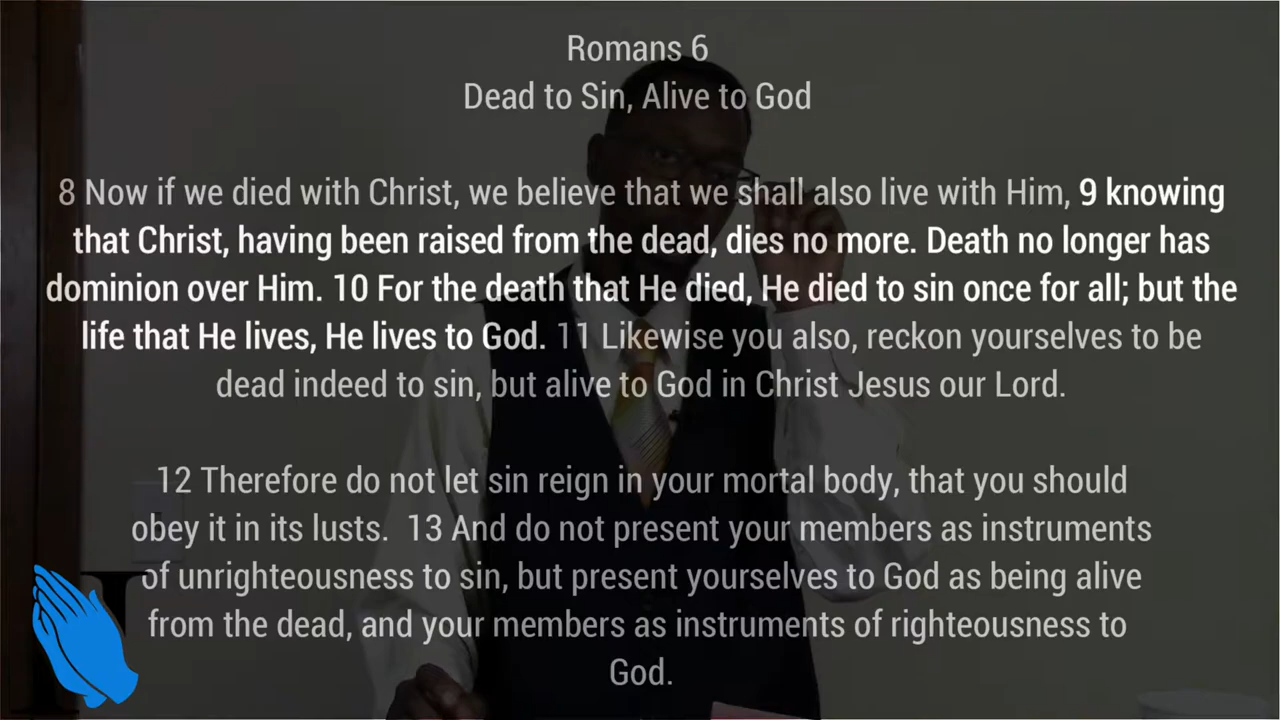 Romans 6
Dead to Sin, Alive to God
8 Now if we died with Christ, we believe that we shall also live with Him, 9 knowing
that Christ, having been raised from the dead, dies no more. Death no longer has
dominion over Him. 10 For the death that He died, He died to sin once for all; but the
life that He lives, He lives to God. 11 Likewise you also, reckon yourselves to be
dead indeed to sin, but alive to God in Christ Jesus our Lord.
12 Therefore do not let sin reign in your mortal body, that you should
obey it in its lusts. 13 And do not present your members as instruments
of unrighteousness to sin, but present yourselves to God as being alive
from the dead, and your members as instruments of righteousness to
God.